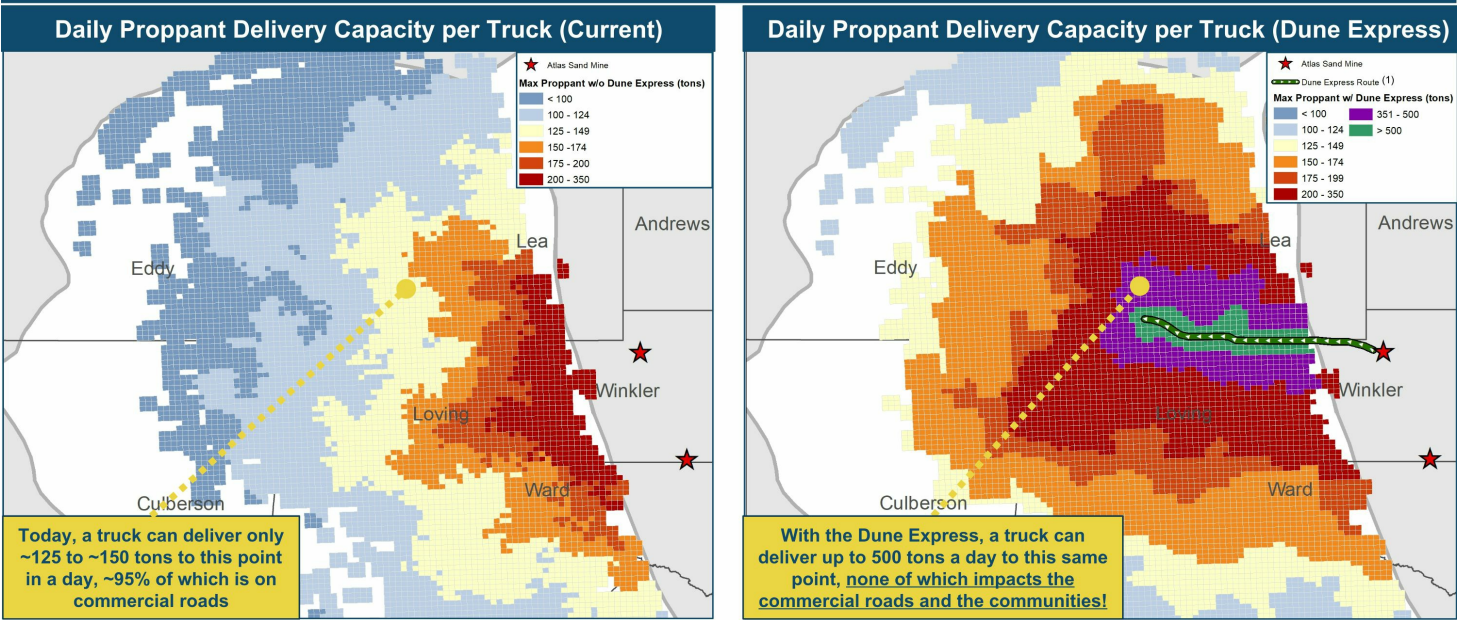 Daily Proppant Delivery Capacity per Truck (Current)
Atlas Sand Mine
Max Proppant w/o Dune Express (tons)
< 100
100 - 124
125 - 149
150 -174
175 - 200
200 - 350
Andrews
Lea
Eddy
Winkler
Loving
Ward
Culberson
Today, a truck can deliver only
~125 to ~150 tons to this point
in a day, ~95% of which is on
commercial roads
Daily Proppant Delivery Capacity per Truck (Dune Express)
Atlas Sand Mine
Dune Express Route (1)
Max Proppant w/ Dune Express (tons)
< 100
351 - 500
100 - 124
> 500
125 - 149
150 - 174
175 - 199
200 - 350
Andrews
Lea
Eddy
Winkler
Loving
Ward
Culberson
With the Dune Express, a truck can
deliver up to 500 tons a day to this same
point, none of which impacts the
commercial roads and the communities!